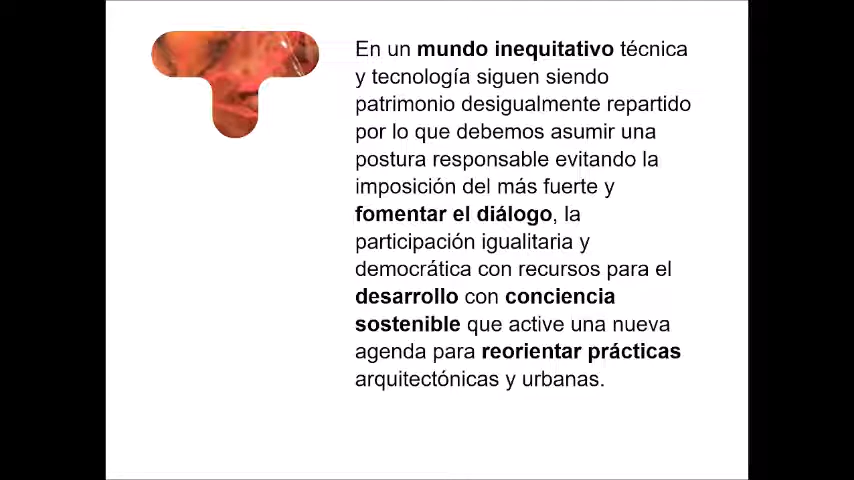 En un mundo inequitativo técnica
y tecnología siguen siendo
patrimonio desigualmente repartido
por lo que debemos asumir una
postura responsable evitando la
imposición del más fuerte y
fomentar el diálogo, la
participación igualitaria y
democrática con recursos para el
desarrollo con conciencia
sostenible que active una nueva
agenda para reorientar prácticas
arquitectónicas y urbanas.